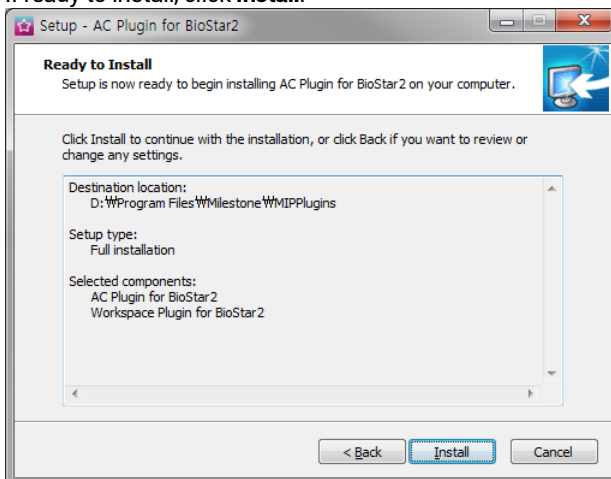 If ready to install, click Install.
Setup - AC Plugin for BioStar2
Ready to Install
Setup is now ready to begin installing AC Plugin for BioStar2 on your computer.
Click Install to continue with the installation, or click Back if you want to review or
change any settings.
Destination location:
D:₩Program Files₩Milestone₩MIPPlugins
Setup type:
Full installation
Selected components:
AC Plugin for BioStar2
Workspace Plugin for BioStar2
< Back
Install
Cancel